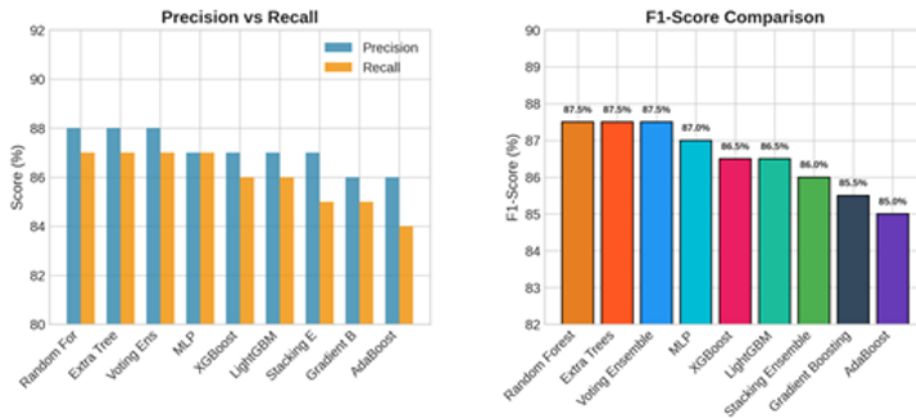 Precision vs Recall
Score (%)
92
90
88
86
84
82
80
Precision
Recall
Random For
Extra Tree
Voting Ens
MLP
XGBoost
LightGBM
Stacking E
Gradient B
AdaBoost
F1-Score Comparison
F1-Score (%)
90
89
88
87
86
85
84
83
82
87.5%
87.5%
87.5%
87.0%
86.5%
86.5%
86.0%
85.5%
85.0%
Random Forest
Extra Trees
Voting Ensemble
MLP
XGBoost
LightGBM
Stacking Ensemble
Gradient Boosting
AdaBoost